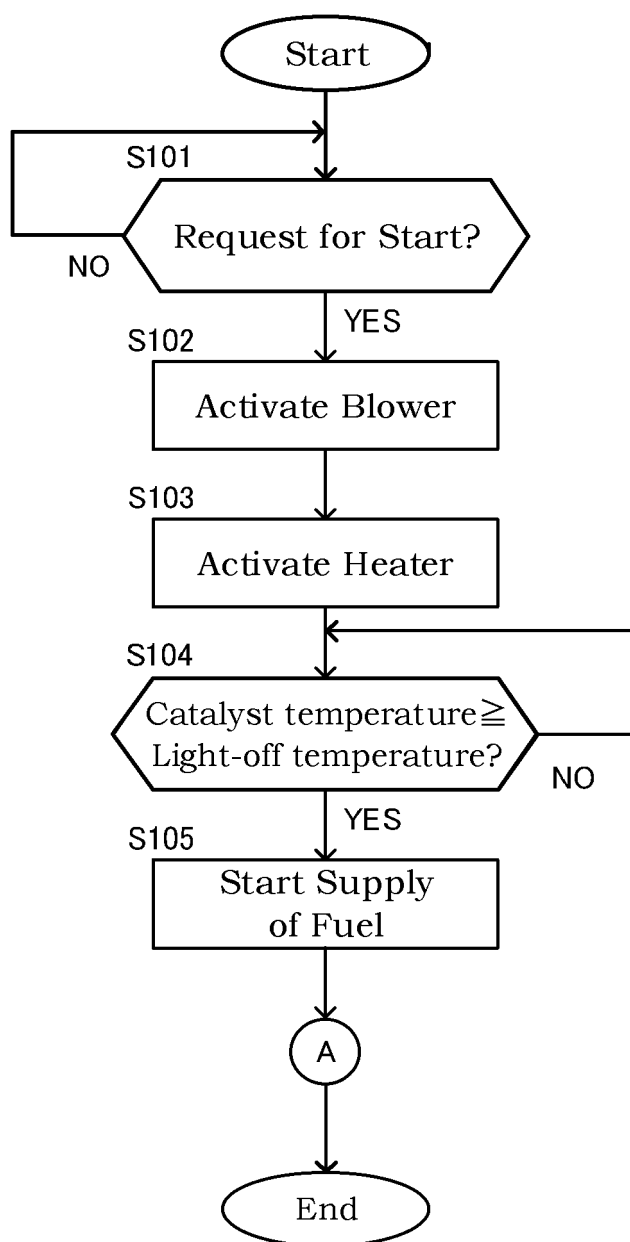 Start
S101
Request for Start?
NO
YES
S102
Activate Blower
S103
Activate Heater
S104
Catalyst temperature≧
Light-off temperature?
NO
YES
S105
Start Supply
of Fuel
A
End